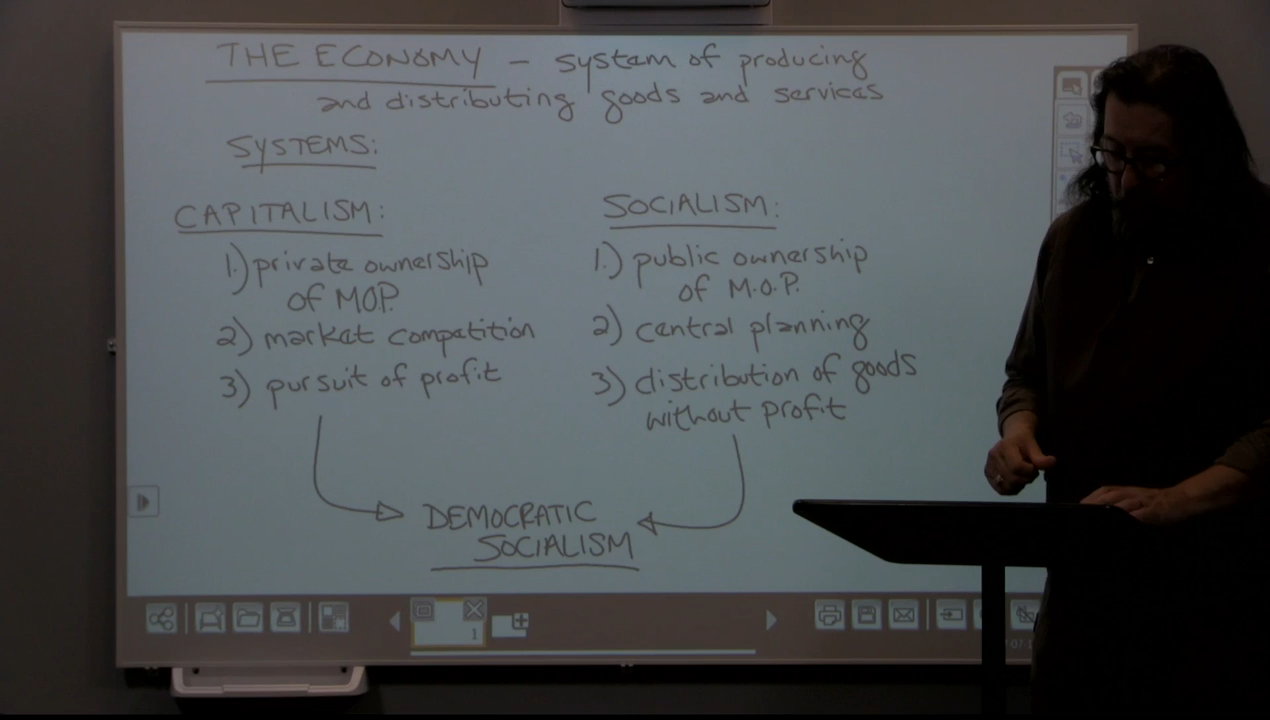 THE ECONOMY – system of producing
and distributing goods and services
SYSTEMS:
CAPITALISM:
1.) private ownership
of MOP.
2) market competition
3) pursuit of profit
SOCIALISM:
1.) public ownership
of M.O.P.
2) central planning
3) distribution of goods
without profit
DEMOCRATIC
SOCIALISM
1